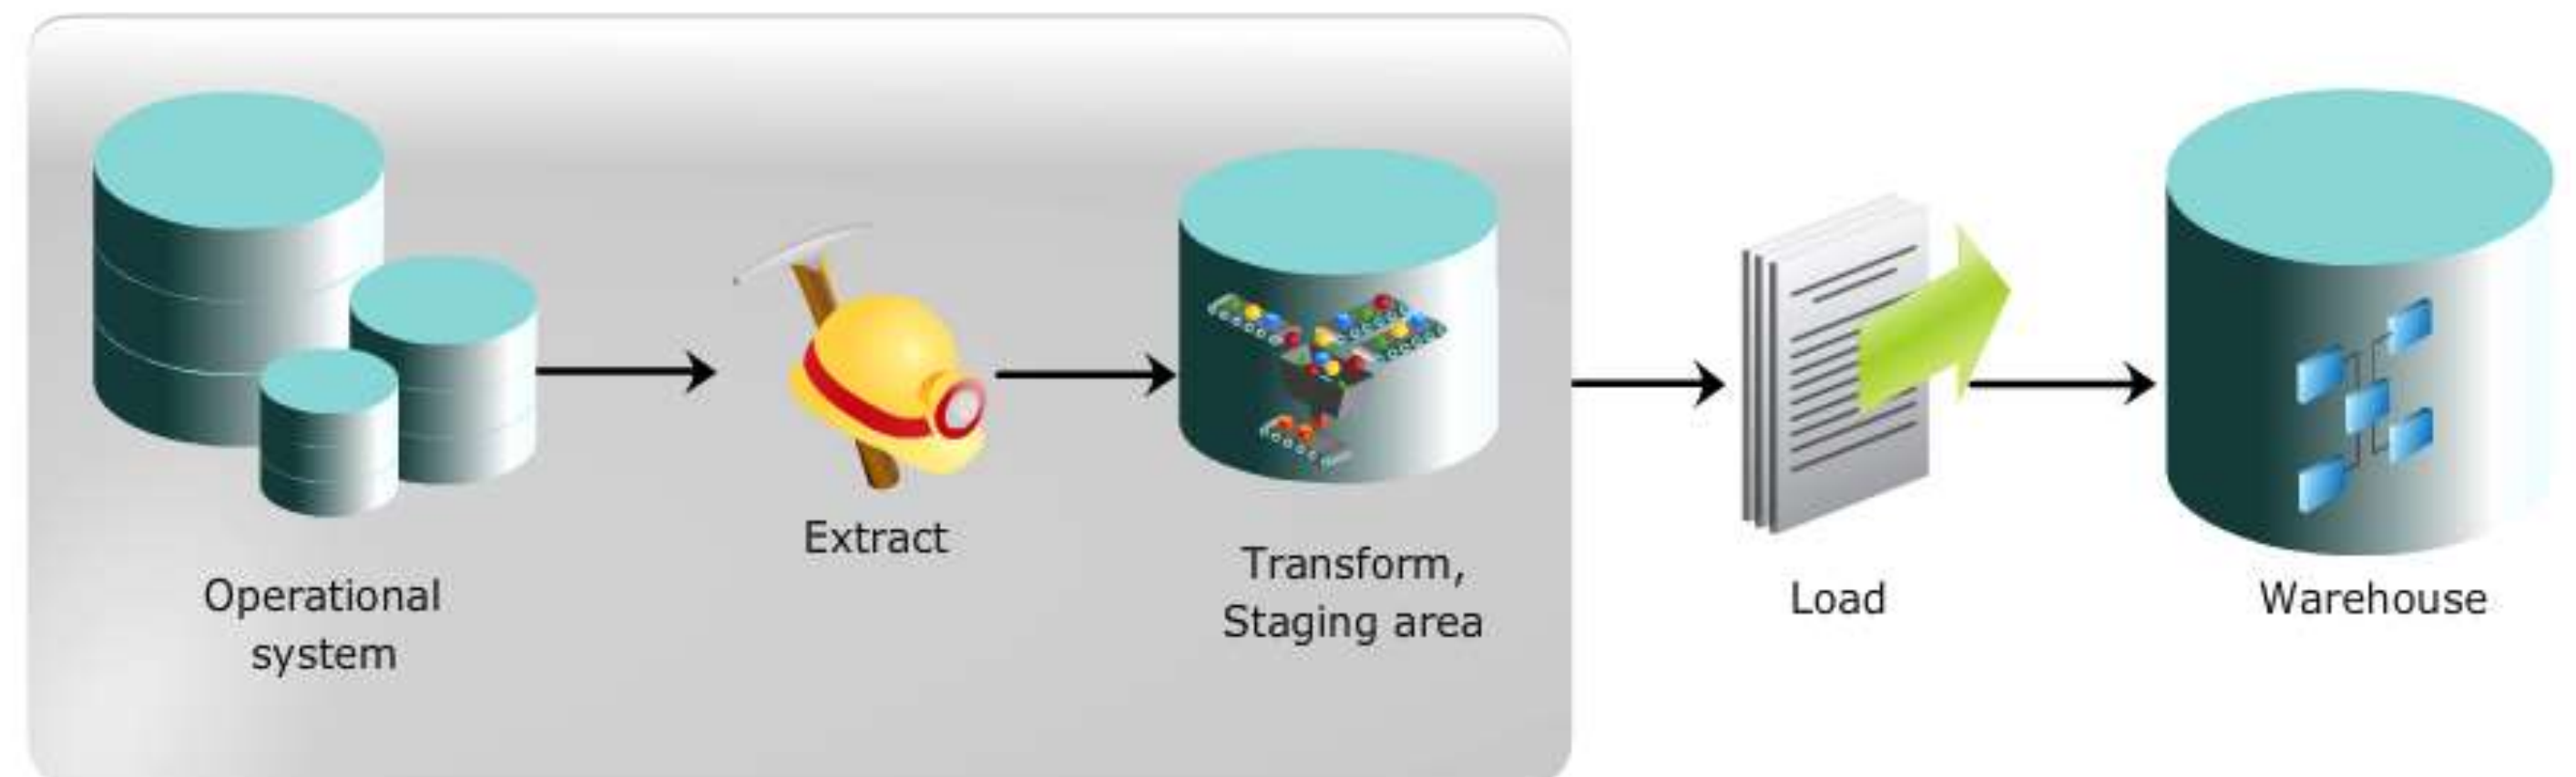 Operational
system
Extract
Transform,
Staging area
Load
Warehouse